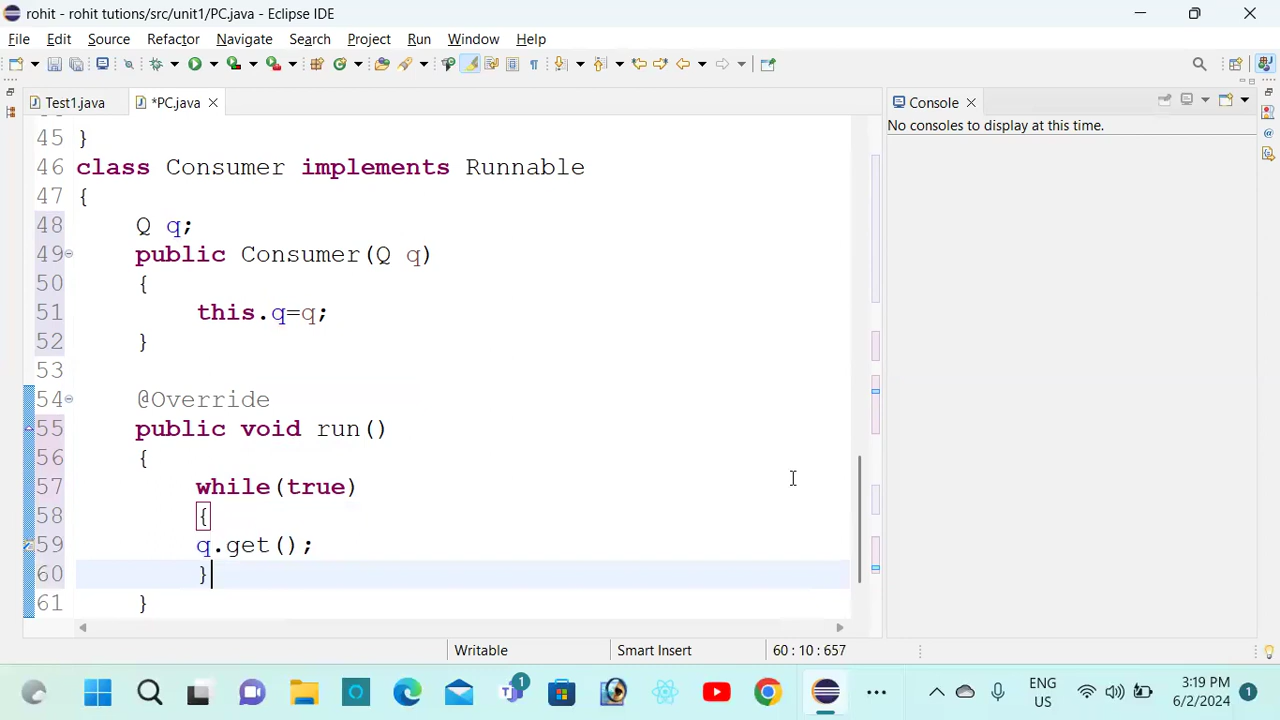 rohit - rohit tutions/src/unit1/PC.java - Eclipse IDE
File Edit Source Refactor Navigate Search Project Run Window Help
Test1.java *PC.java
Console
No consoles to display at this time.
45 }
46 class Consumer implements Runnable
47 {
48 Q q;
49 public Consumer(Q q)
50 {
51 this.q=q;
52 }
53
54 @Override
55 public void run()
56 {
57 while(true)
58 {
59 q.get();
60 }
61 }
Writable Smart Insert 60 : 10 : 657
1 ENG US 3:19 PM 6/2/2024 1